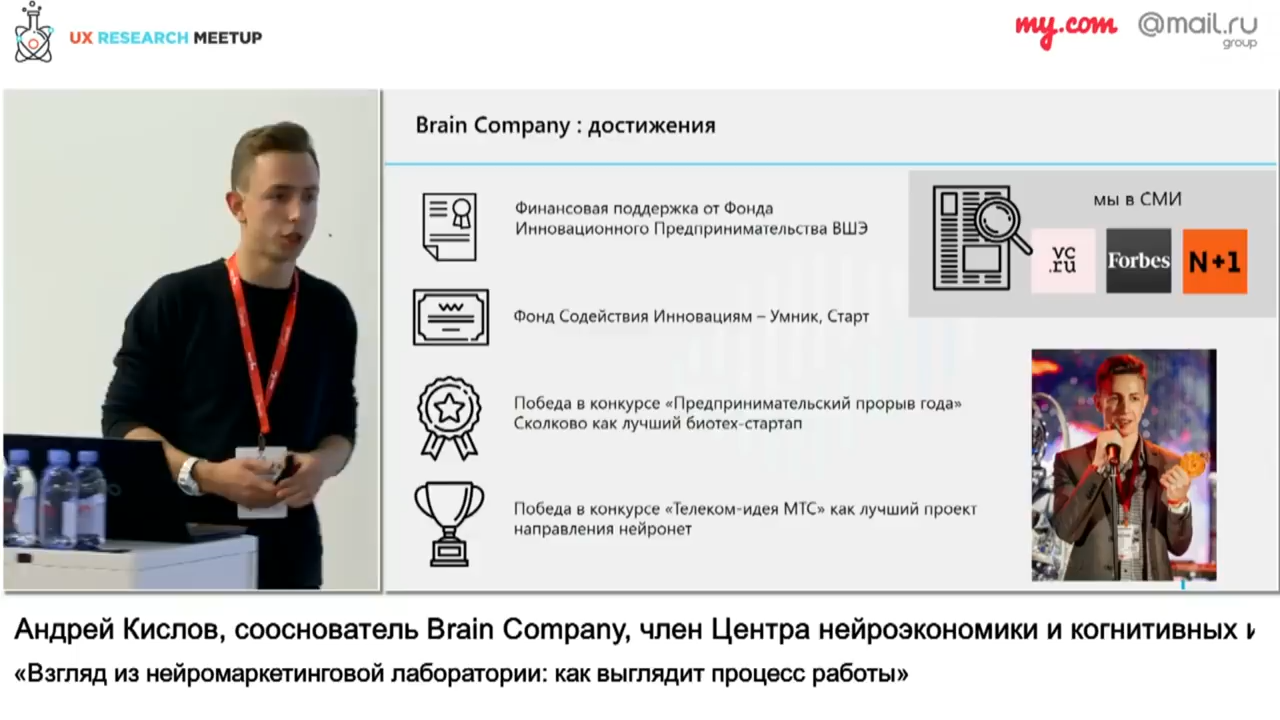 UX RESEARCH MEETUP
my.com @mail.ru
group
Brain Company : достижения
Финансовая поддержка от Фонда
Инновационного Предпринимательства ВШЭ
мы в СМИ
vc
.ru
Forbes
N+1
Фонд Содействия Инновациям – Умник, Старт
Победа в конкурсе «Предпринимательский прорыв года»
Сколково как лучший биотех-стартап
Победа в конкурсе «Телеком-идея МТС» как лучший проект
направления нейронет
Андрей Кислов, сооснователь Brain Company, член Центра нейроэкономики и когнитивных
«Взгляд из нейромаркетинговой лаборатории: как выглядит процесс работы»